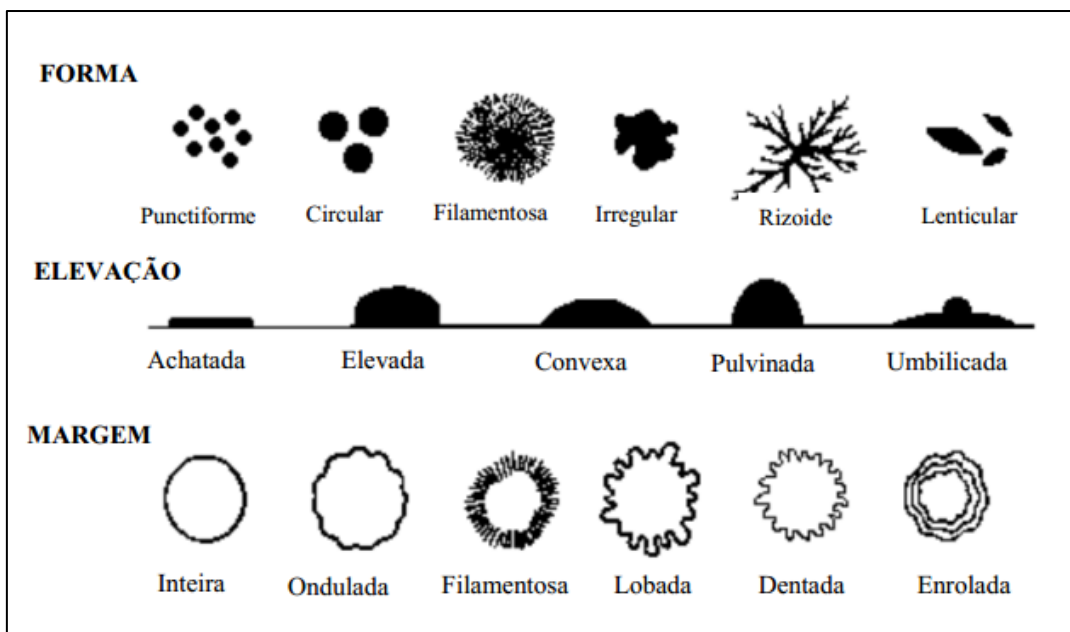 FORMA
Punctiforme Circular Filamentosa Irregular Rizoide Lenticular
ELEVAÇÃO
Achatada Elevada Convexa Pulvinada Umbilicada
MARGEM
Inteira Ondulada Filamentosa Lobada Dentada Enrolada